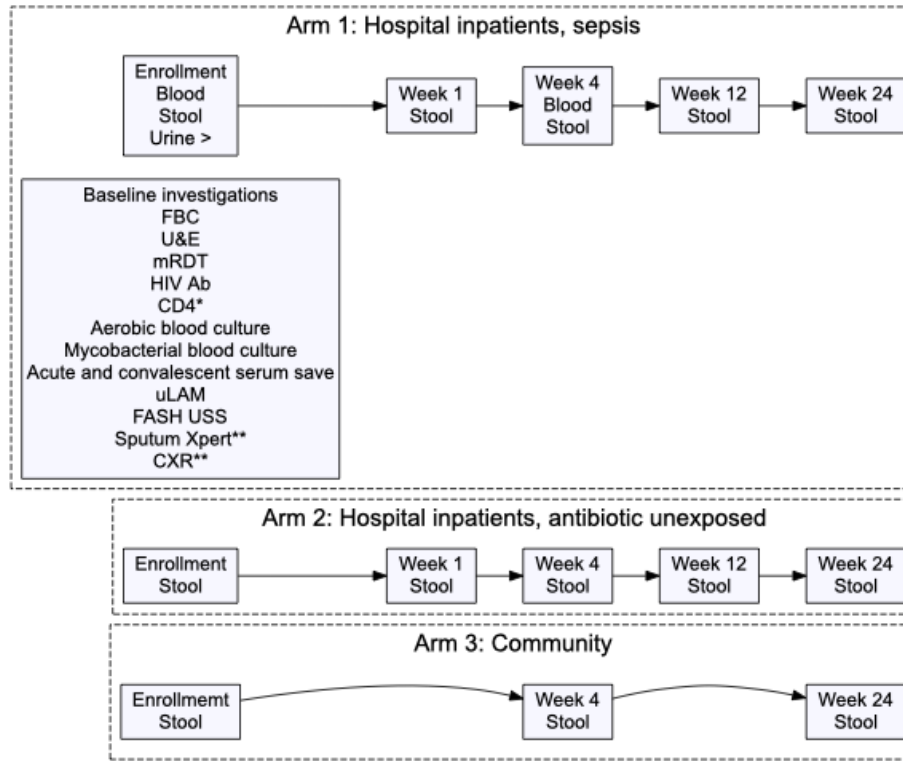 Arm 1: Hospital inpatients, sepsis
Enrollment
Blood
Stool
Urine >
Week 1
Stool
Week 4
Blood
Stool
Week 12
Stool
Week 24
Stool
Baseline investigations
FBC
U&E
mRDT
HIV Ab
CD4*
Aerobic blood culture
Mycobacterial blood culture
Acute and convalescent serum save
uLAM
FASH USS
Sputum Xpert**
CXR**
Arm 2: Hospital inpatients, antibiotic unexposed
Enrollment
Stool
Week 1
Stool
Week 4
Stool
Week 12
Stool
Week 24
Stool
Arm 3: Community
Enrollmemt
Stool
Week 4
Stool
Week 24
Stool